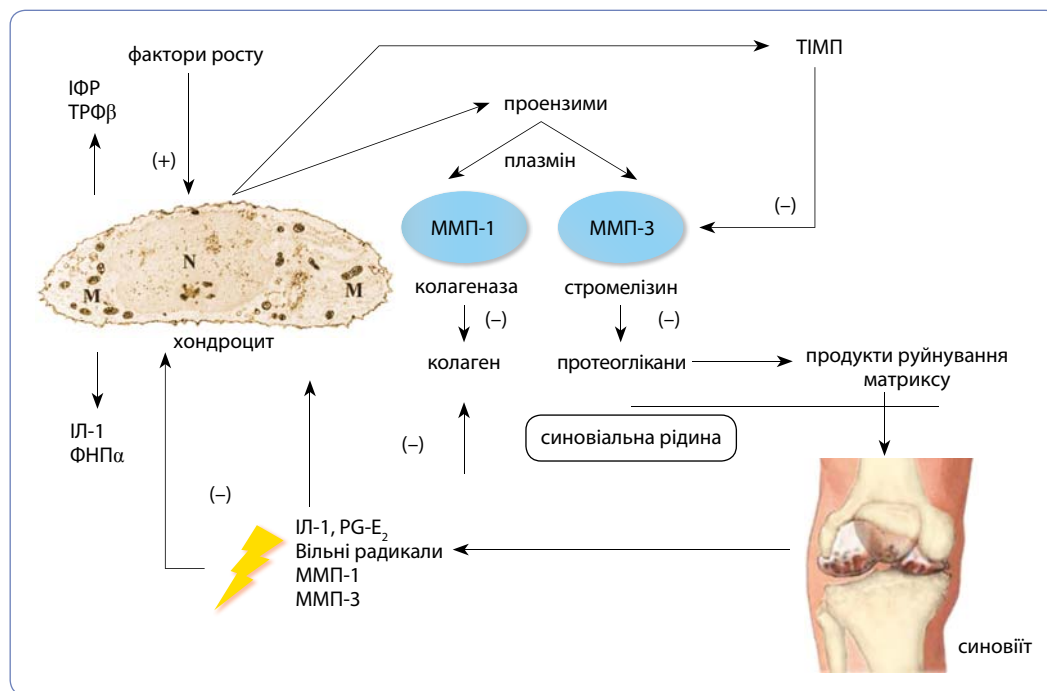 фактори росту
ТІМП
ІФР
ТРФβ
проензими
(+)
плазмін
(–)
ММП-1
ММП-3
N
M
M
колагеназа
стромелізин
(–)
(–)
хондроцит
колаген
протеоглікани
продукти руйнування
матриксу
ІЛ-1
ФНПα
(–)
синовіальна рідина
(–)
ІЛ-1, PG-E₂
Вільні радикали
ММП-1
ММП-3
синовіїт